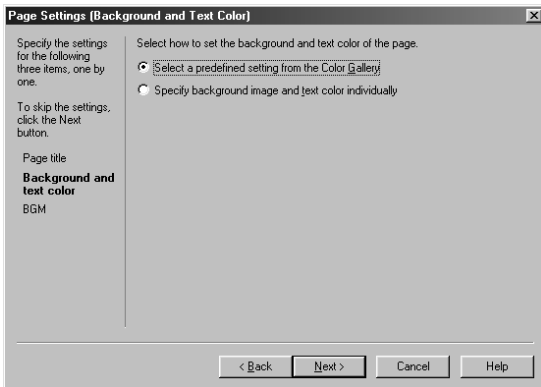 Page Settings (Background and Text Color)
Specify the settings
for the following
three items, one by
one.
To skip the settings,
click the Next
button.
Page title
Background and
text color
BGM
Select how to set the background and text color of the page.
Select a predefined setting from the Color Gallery
Specify background image and text color individually
< Back
Next >
Cancel
Help